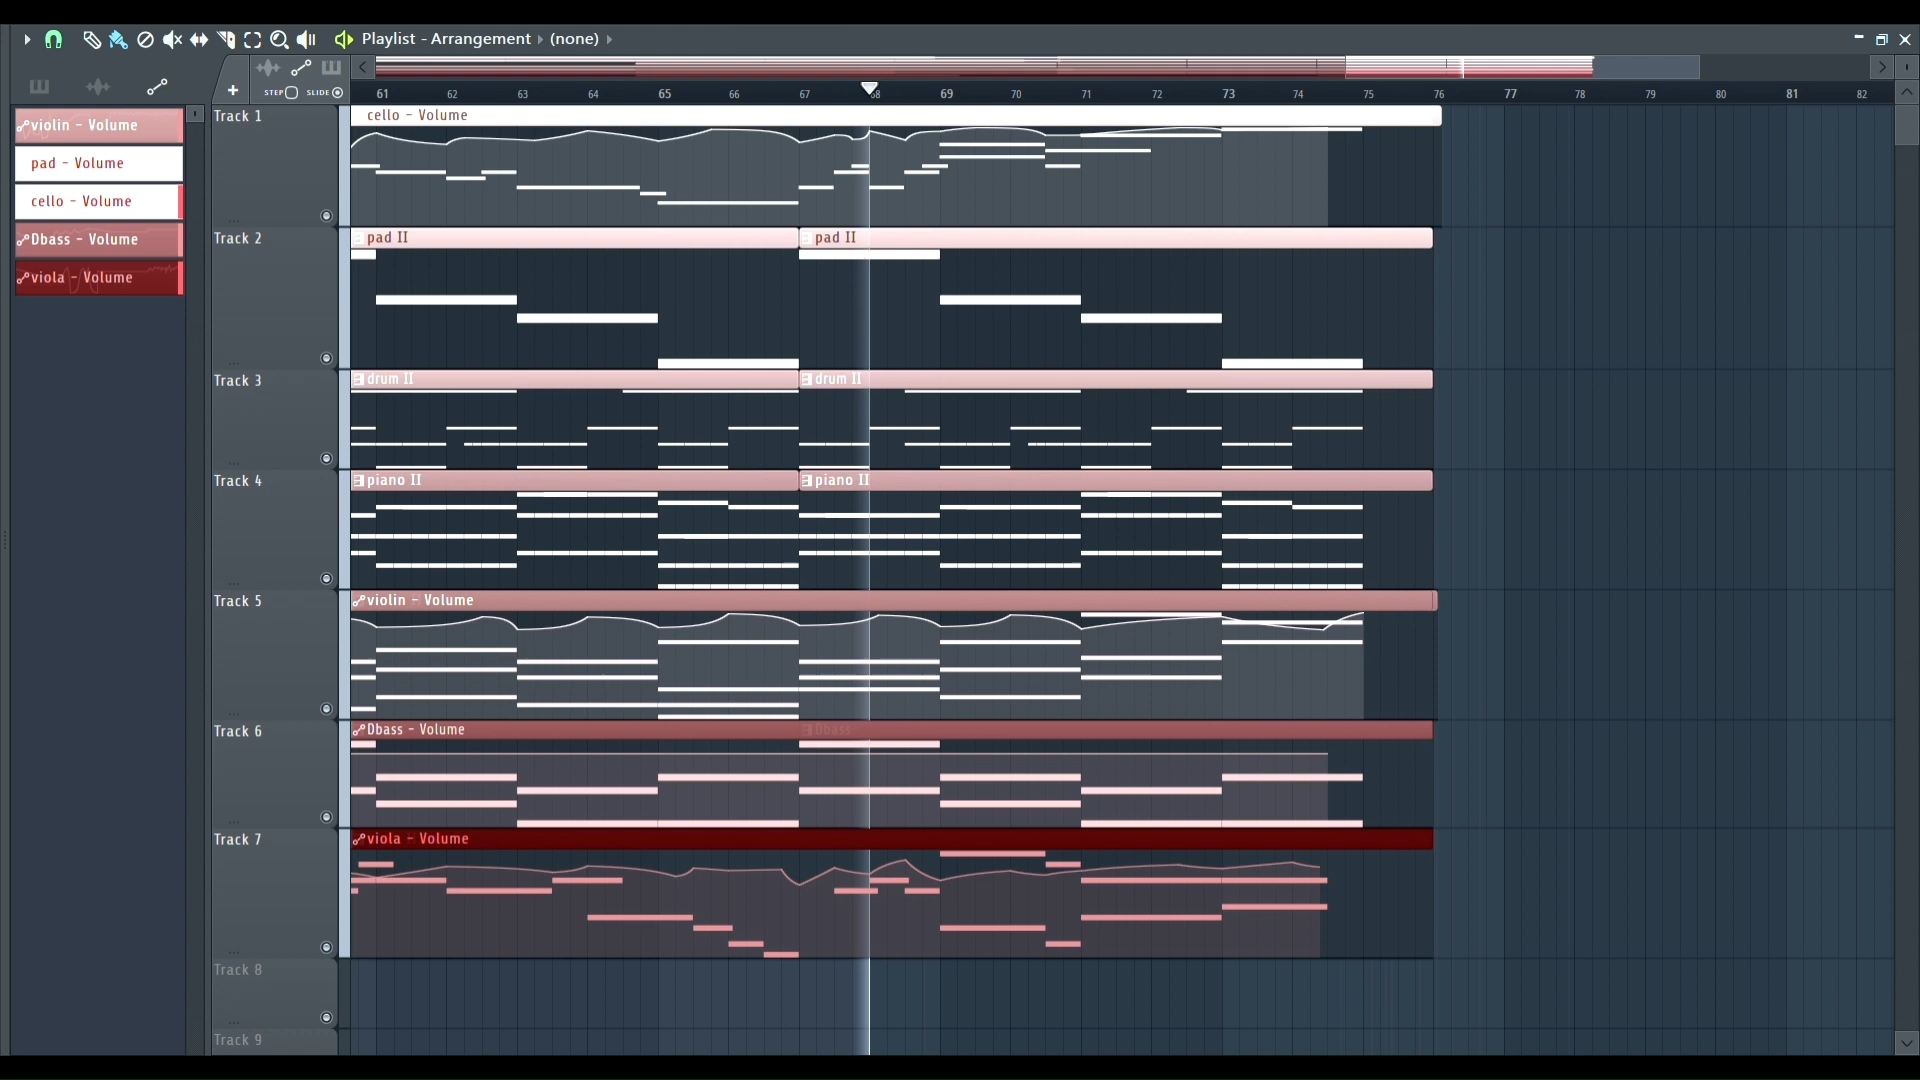 Playlist - Arrangement ▸ (none) ▸
STEP SLIDE
61 62 63 64 65 66 67 68 69 70 71 72 73 74 75 76 77 78 79 80 81 82
violin - Volume
pad - Volume
cello - Volume
Dbass - Volume
viola - Volume
Track 1
cello - Volume
Track 2
pad II
pad II
Track 3
drum II
drum II
Track 4
piano II
piano II
Track 5
violin - Volume
Track 6
Dbass - Volume
Dbass
Track 7
viola - Volume
Track 8
Track 9